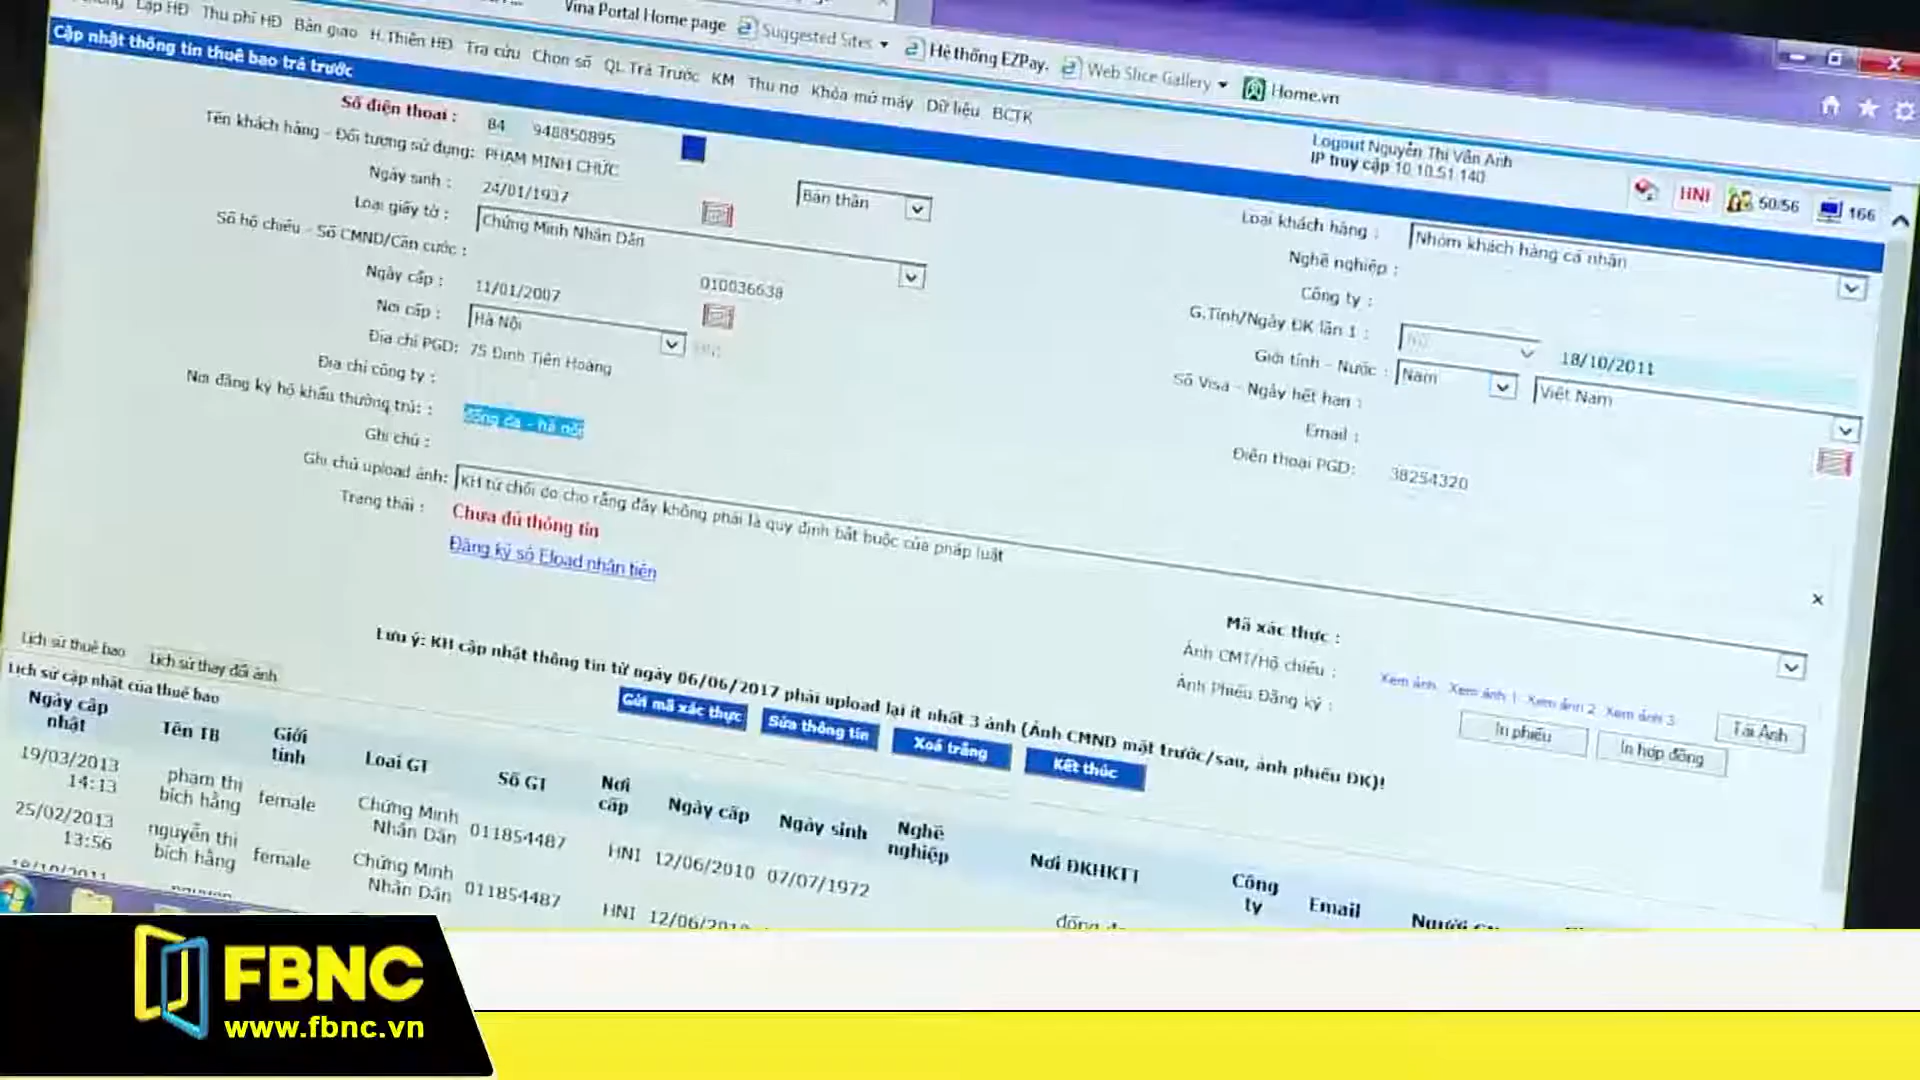 Vina Portal Home page Suggested Sites Hệ thống EZPay. Web Slice Gallery Home.vn
Lập HĐ Thu phí HĐ Bàn giao H.Thiện HĐ Tra cứu Chọn số QL Trả Trước KM Thu nợ Khóa mở máy Dữ liệu BCTK
Cập nhật thông tin thuê bao trả trước
Logout Nguyễn Thị Vân Anh
IP truy cập 10.10.51.140
HNI 50/56 166
Số điện thoại : 84 948850895
Tên khách hàng - Đối tượng sử dụng: PHẠM MINH CHỨC Bản thân
Ngày sinh : 24/01/1937
Loại giấy tờ : Chứng Minh Nhân Dân
Số hộ chiếu - Số CMND/Căn cước : 010036638
Ngày cấp : 11/01/2007
Nơi cấp : Hà Nội
Địa chỉ PGD: 75 Đinh Tiên Hoàng
Địa chỉ công ty :
Nơi đăng ký hộ khẩu thường trú: : đống đa - hà nội
Ghi chú :
Ghi chú upload ảnh: KH từ chối do cho rằng đây không phải là quy định bắt buộc của pháp luật
Trạng thái : Chưa đủ thông tin
Đăng ký số Eload nhận tiền
Loại khách hàng : Nhóm khách hàng cá nhân
Nghề nghiệp :
Công ty :
G.Tính/Ngày ĐK lần 1 : 18/10/2011
Giới tính - Nước : Nam Việt Nam
Số Visa - Ngày hết hạn :
Email :
Điện thoại PGD: 38254320
Mã xác thực :
Ảnh CMT/Hộ chiếu : Xem ảnh Xem ảnh 1 Xem ảnh 2 Xem ảnh 3
Ảnh Phiếu Đăng ký :
In phiếu In hợp đồng Tải Ảnh
Lưu ý: KH cập nhật thông tin từ ngày 06/06/2017 phải upload lại ít nhất 3 ảnh (Ảnh CMND mặt trước/sau, ảnh phiếu ĐK)!
Gửi mã xác thực Sửa thông tin Xoá trắng Kết thúc
Lịch sử thuê bao Lịch sử thay đổi ảnh
Lịch sử cập nhật của thuê bao
Ngày cập nhật Tên TB Giới tính Loại GT Số GT Nơi cấp Ngày cấp Ngày sinh Nghề nghiệp Nơi ĐKHKTT Công ty Email
19/03/2013 14:13 phạm thị bích hằng female Chứng Minh Nhân Dân 011854487 HNI 12/06/2010 07/07/1972
25/02/2013 13:56 nguyễn thị bích hằng female Chứng Minh Nhân Dân 011854487 HNI
FBNC
www.fbnc.vn